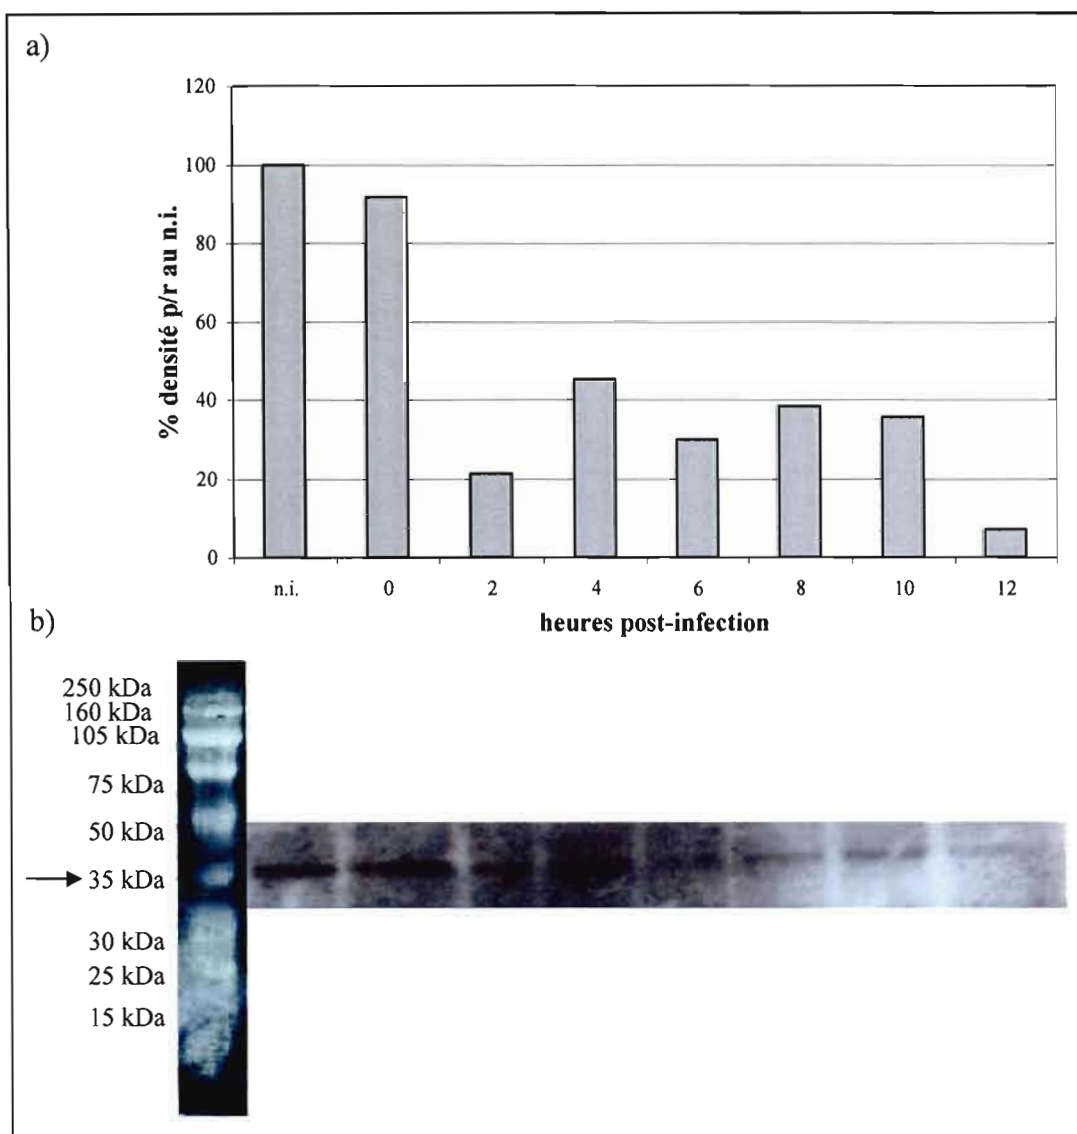 a)
120
100
80
60
40
20
0
% densité p/r au n.i.
n.i. 0 2 4 6 8 10 12
heures post-infection
b)
250 kDa
160 kDa
105 kDa
75 kDa
50 kDa
35 kDa
30 kDa
25 kDa
15 kDa